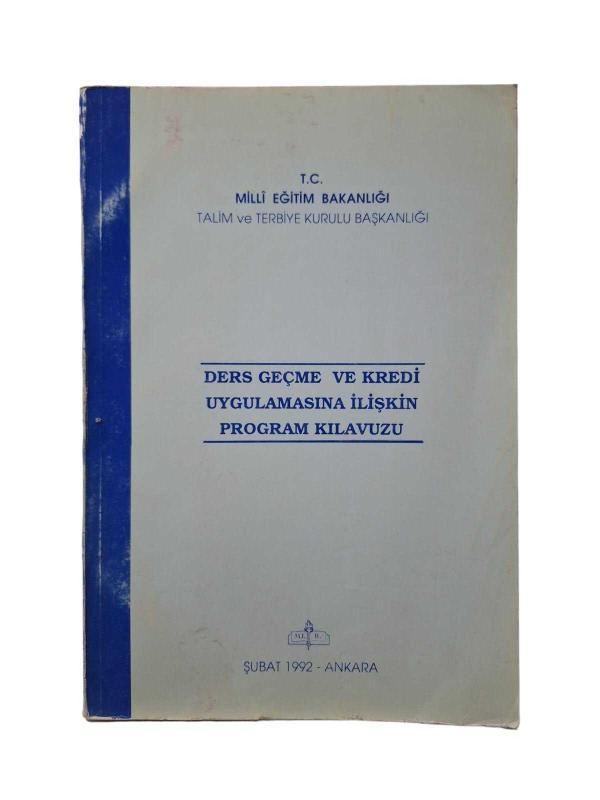 T.C.
MİLLÎ EĞİTİM BAKANLIĞI
TALİM ve TERBİYE KURULU BAŞKANLIĞI
DERS GEÇME VE KREDİ
UYGULAMASINA İLİŞKİN
PROGRAM KILAVUZU
M.E. B.
ŞUBAT 1992 - ANKARA